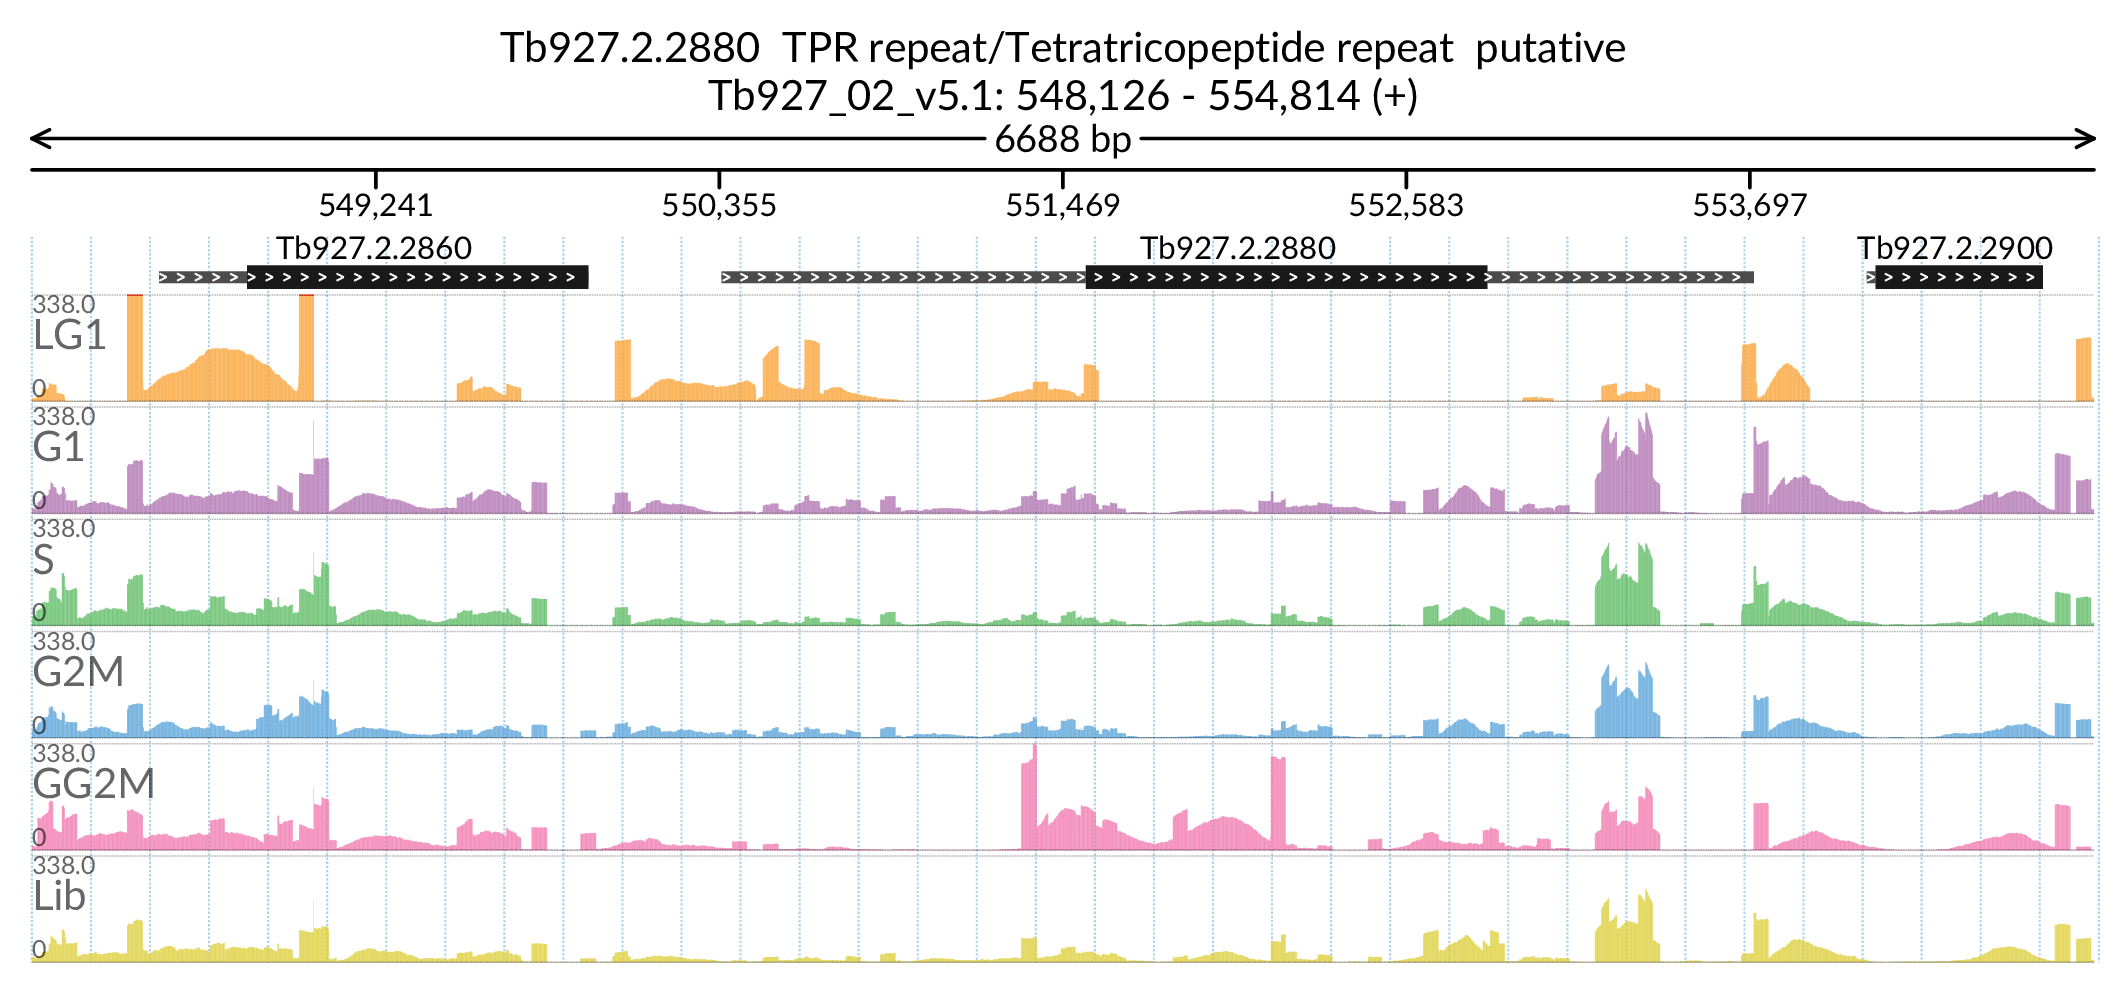 Tb927.2.2880  TPR repeat/Tetratricopeptide repeat  putative
Tb927_02_v5.1: 548,126 - 554,814 (+)
6688 bp
549,241 550,355 551,469 552,583 553,697
Tb927.2.2860 Tb927.2.2880 Tb927.2.2900
338.0
LG1
0
338.0
G1
0
338.0
S
0
338.0
G2M
0
338.0
GG2M
0
338.0
Lib
0